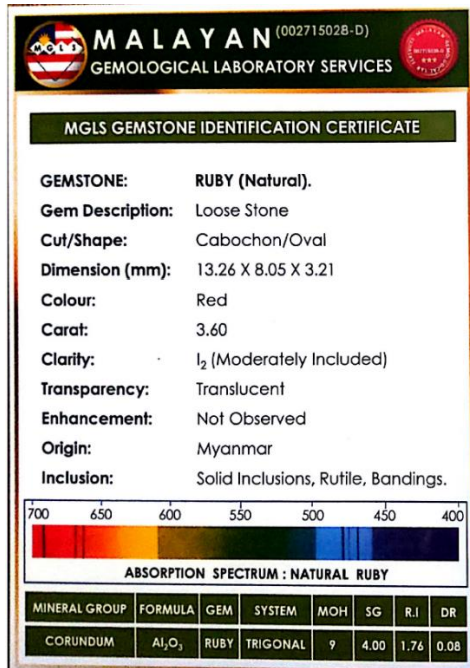 MGLS
MALAYAN (002715028-D)
GEMOLOGICAL LABORATORY SERVICES
MGLS GEMSTONE IDENTIFICATION CERTIFICATE
GEMSTONE: RUBY (Natural).
Gem Description: Loose Stone
Cut/Shape: Cabochon/Oval
Dimension (mm): 13.26 X 8.05 X 3.21
Colour: Red
Carat: 3.60
Clarity: I₂ (Moderately Included)
Transparency: Translucent
Enhancement: Not Observed
Origin: Myanmar
Inclusion: Solid Inclusions, Rutile, Bandings.
700 650 600 550 500 450 400
ABSORPTION SPECTRUM : NATURAL RUBY
MINERAL GROUP FORMULA GEM SYSTEM MOH SG R.I DR
CORUNDUM Al₂O₃ RUBY TRIGONAL 9 4.00 1.76 0.08